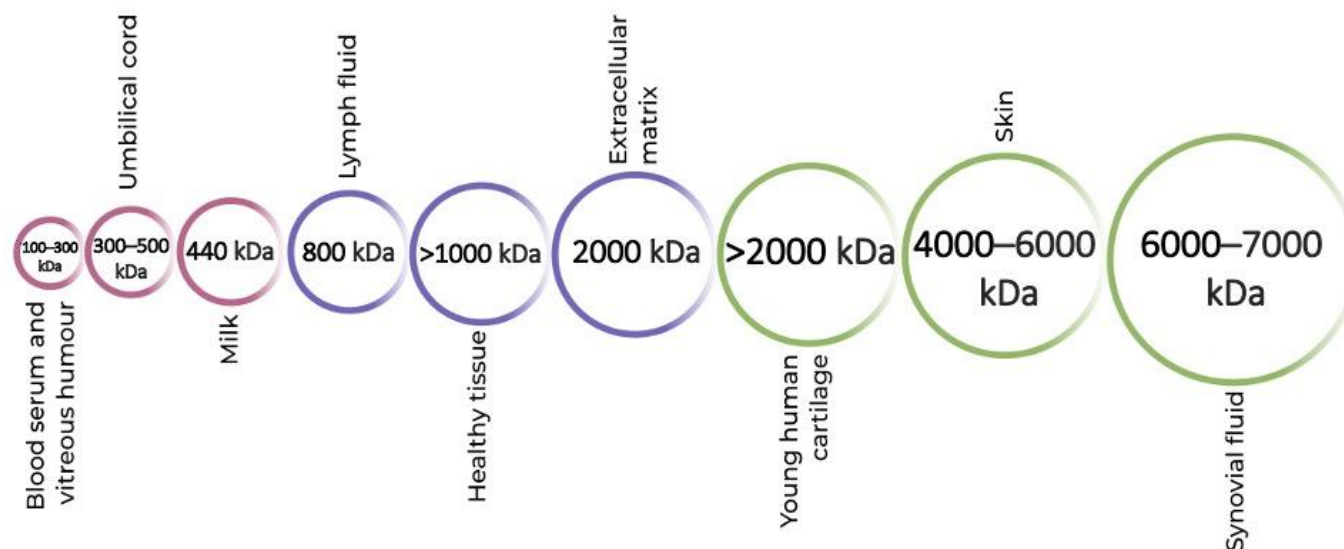 Blood serum and
vitreous humour
100–300
kDa
Umbilical cord
300–500
kDa
440 kDa
Milk
Lymph fluid
800 kDa
>1000 kDa
Healthy tissue
Extracellular
matrix
2000 kDa
>2000 kDa
Young human
cartilage
Skin
4000–6000
kDa
6000–7000
kDa
Synovial fluid